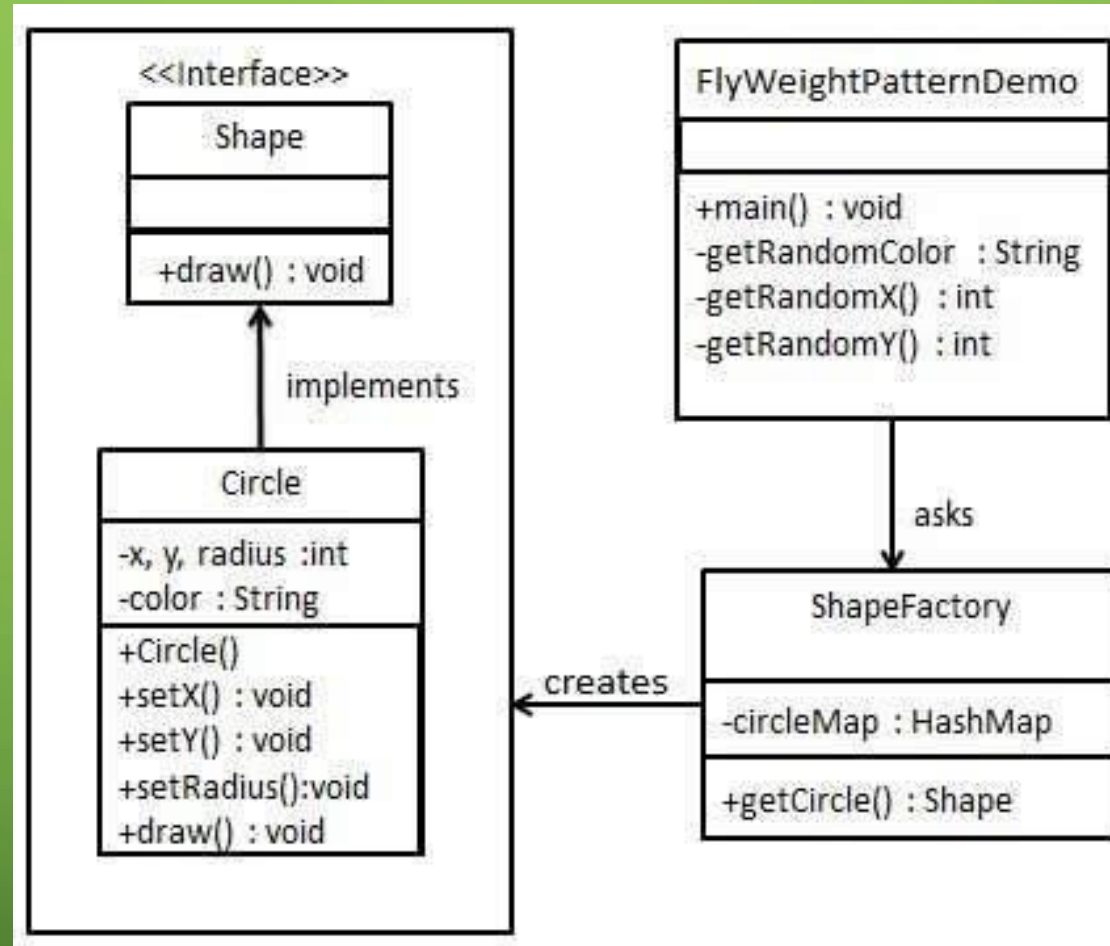 <<Interface>>
Shape
+draw() : void
implements
Circle
-x, y, radius :int
-color : String
+Circle()
+setX() : void
+setY() : void
+setRadius():void
+draw() : void
FlyWeightPatternDemo
+main() : void
-getRandomColor : String
-getRandomX() : int
-getRandomY() : int
asks
ShapeFactory
-circleMap : HashMap
+getCircle() : Shape
creates